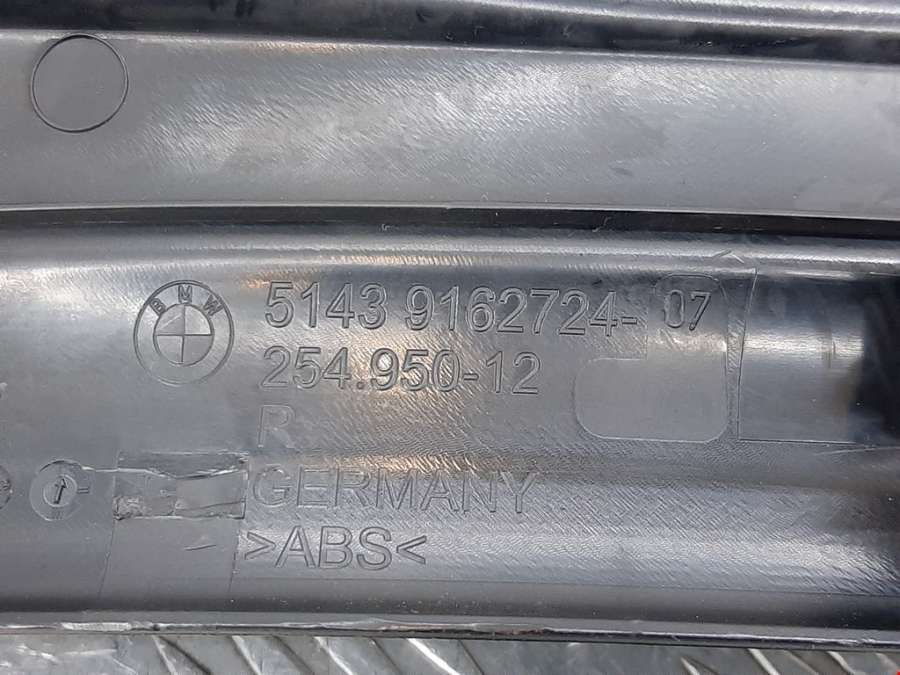 BMW
5143 9162724-07
254.950-12
R
GERMANY
>ABS<